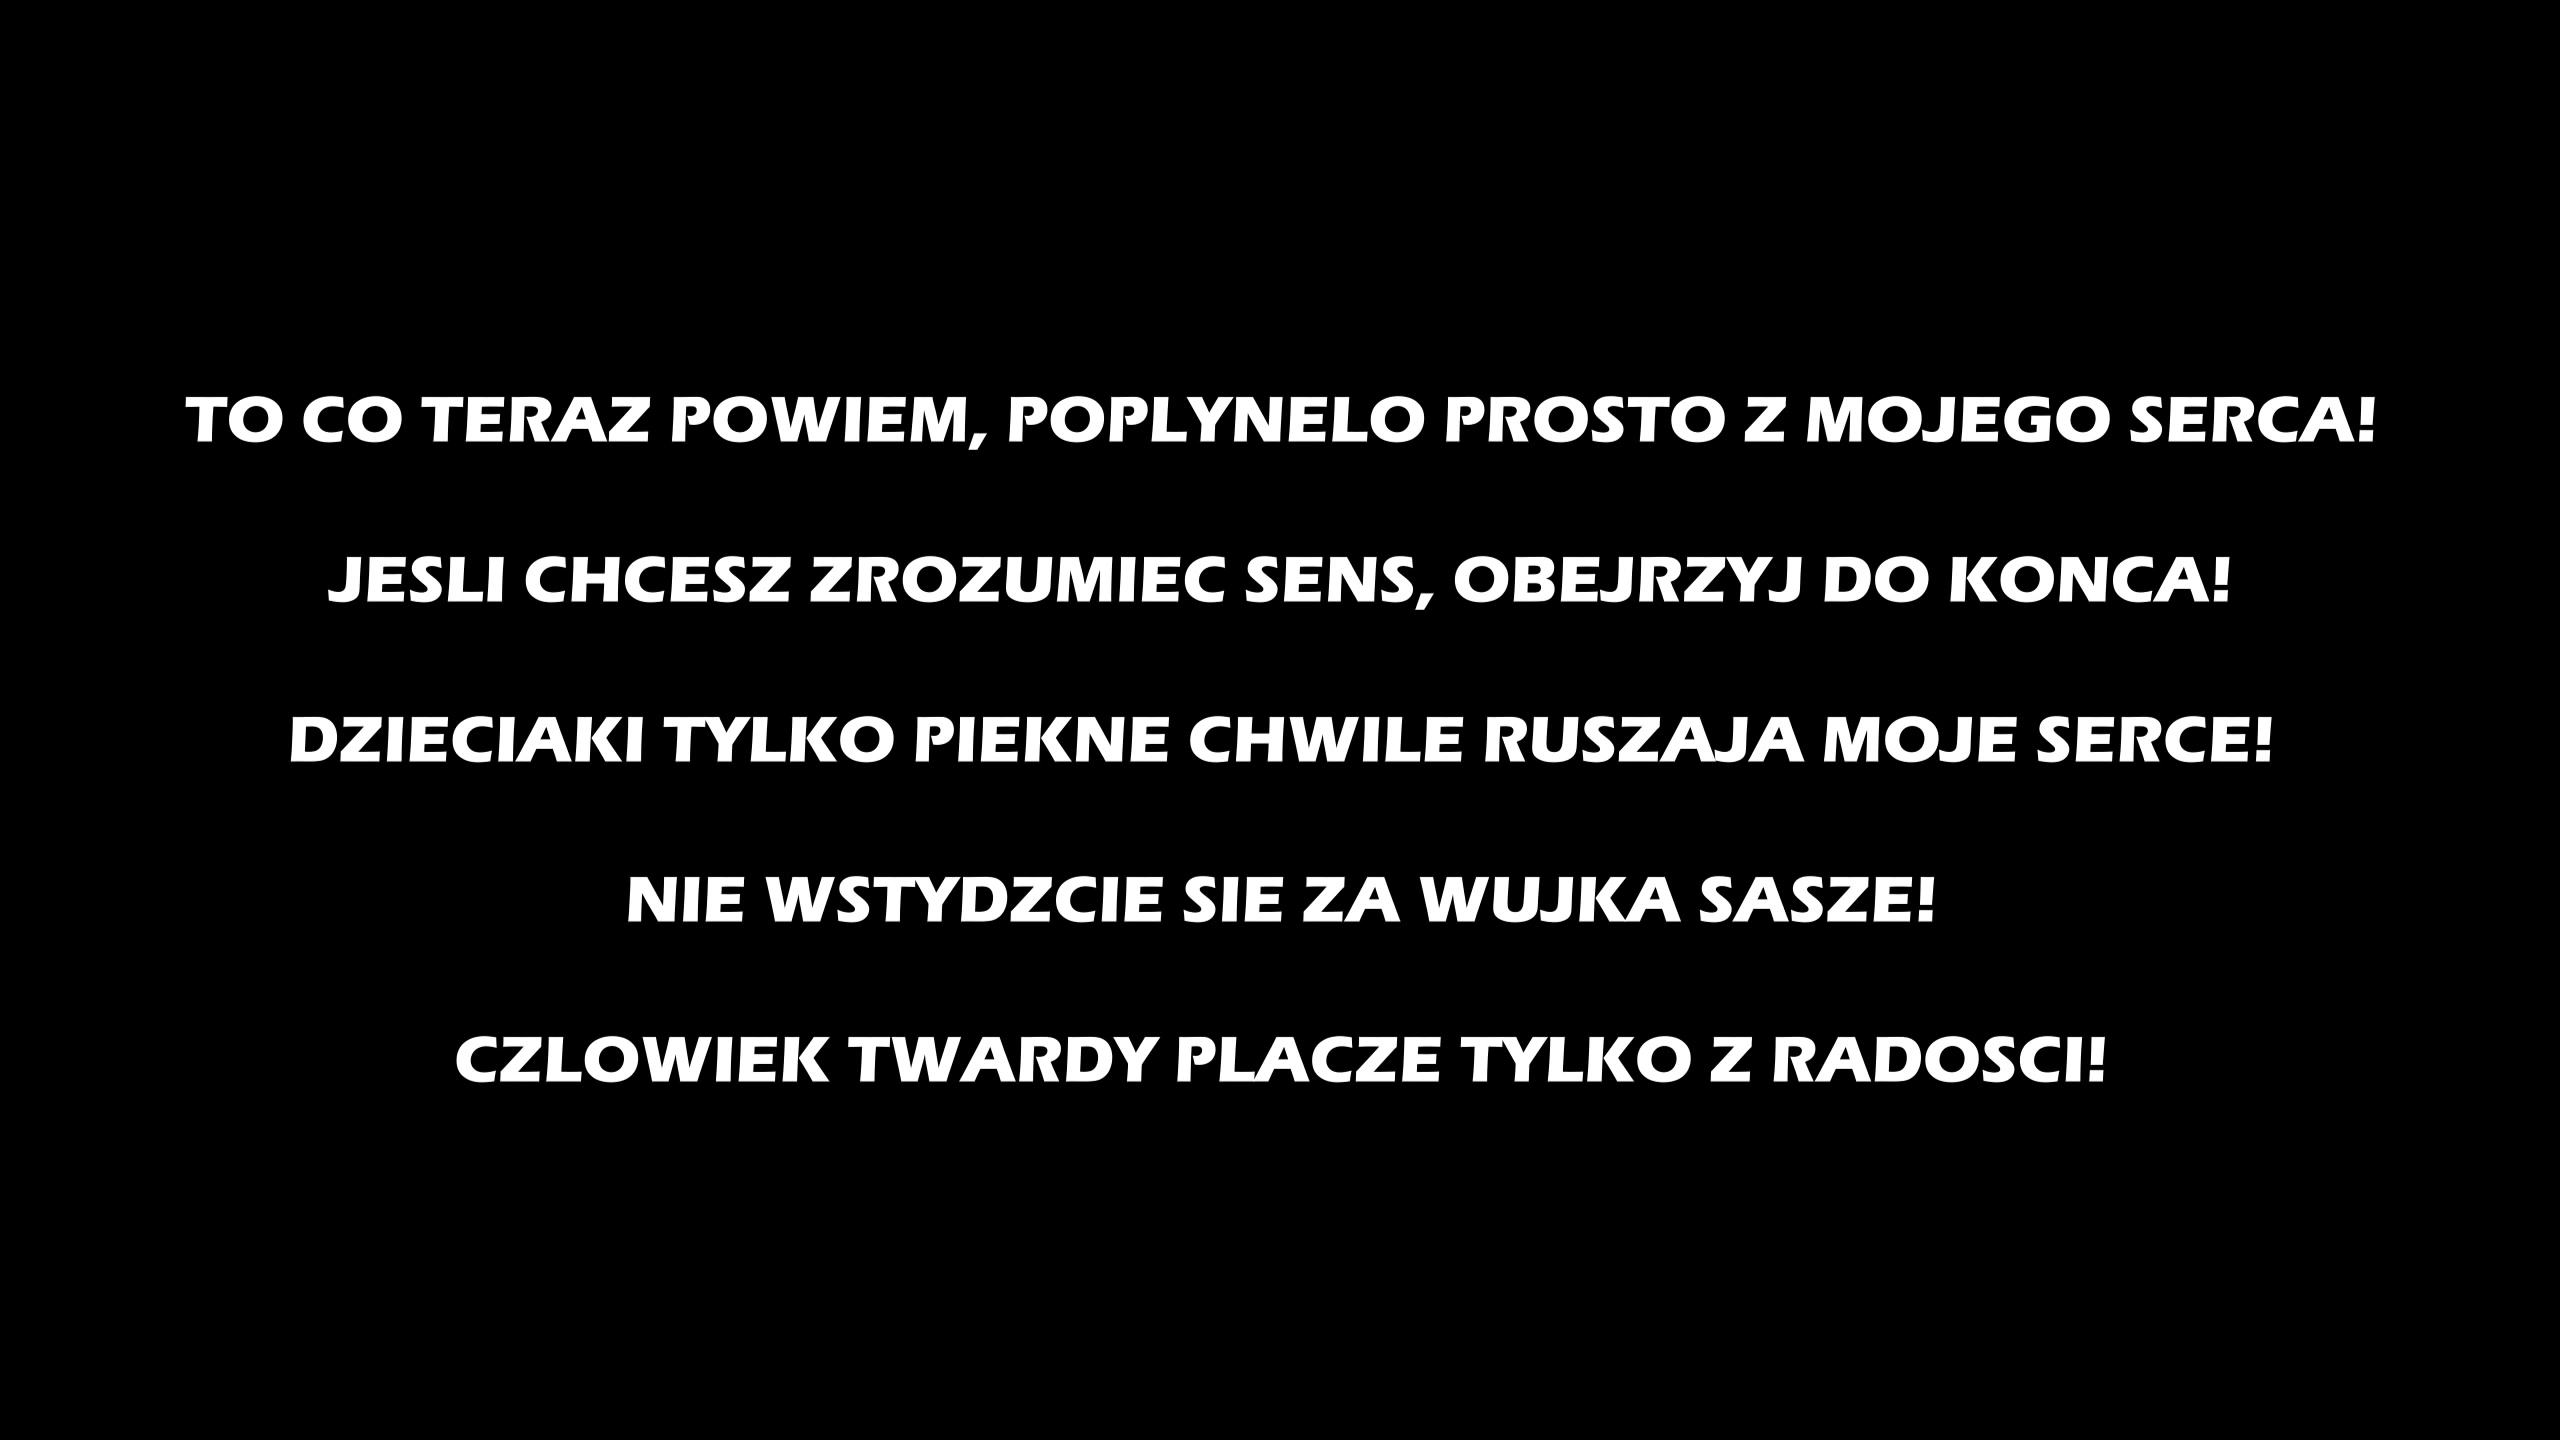 TO CO TERAZ POWIEM, POPLYNELO PROSTO Z MOJEGO SERCA!
JESLI CHCESZ ZROZUMIEC SENS, OBEJRZYJ DO KONCA!
DZIECIAKI TYLKO PIEKNE CHWILE RUSZAJA MOJE SERCE!
NIE WSTYDZCIE SIE ZA WUJKA SASZE!
CZLOWIEK TWARDY PLACZE TYLKO Z RADOSCI!